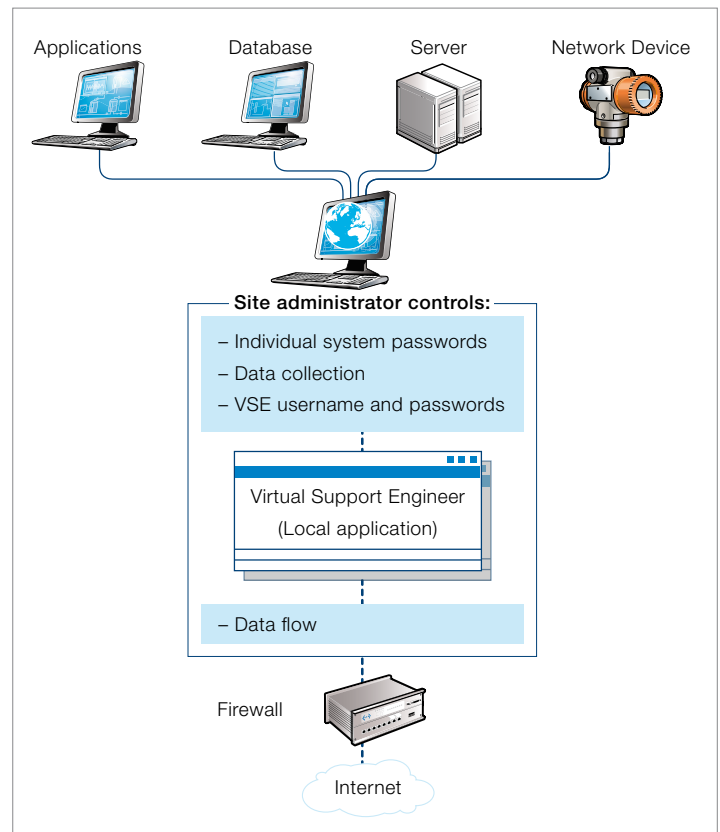 Applications
Database
Server
Network Device
Site administrator controls:
– Individual system passwords
– Data collection
– VSE username and passwords
Virtual Support Engineer
(Local application)
– Data flow
Firewall
Internet